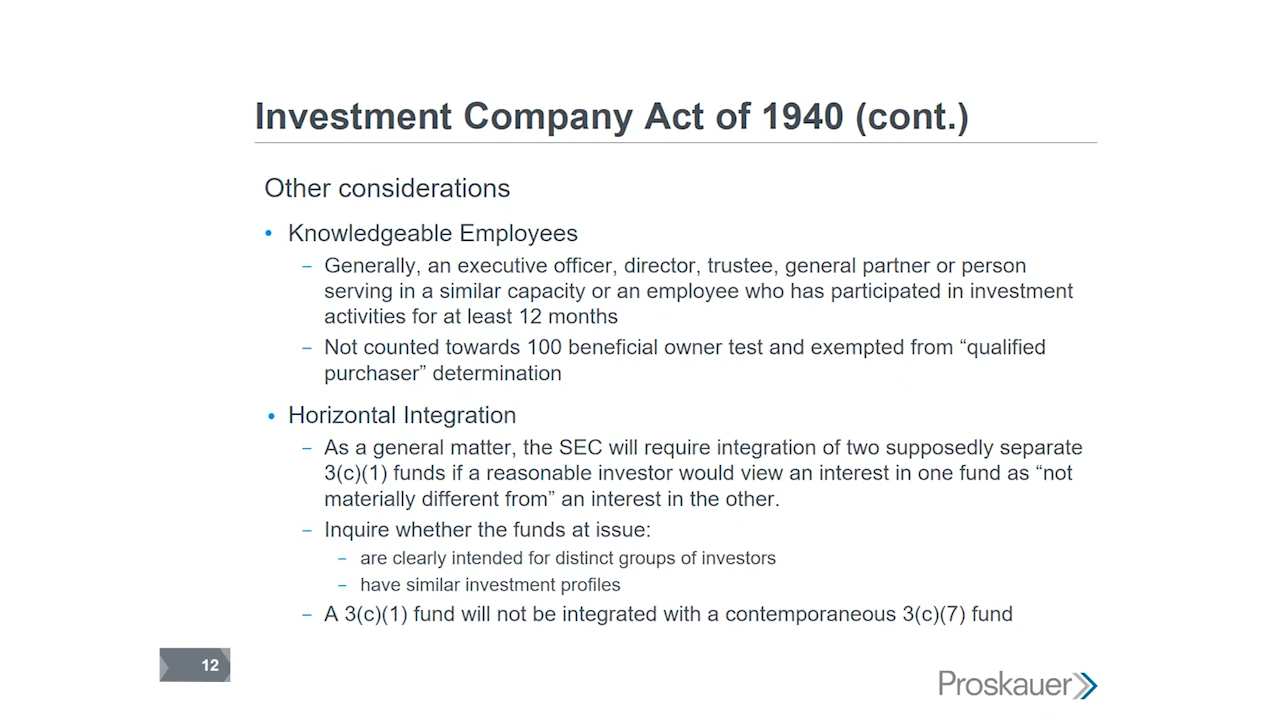 Investment Company Act of 1940 (cont.)
Other considerations
• Knowledgeable Employees
– Generally, an executive officer, director, trustee, general partner or person
serving in a similar capacity or an employee who has participated in investment
activities for at least 12 months
– Not counted towards 100 beneficial owner test and exempted from “qualified
purchaser” determination
• Horizontal Integration
– As a general matter, the SEC will require integration of two supposedly separate
3(c)(1) funds if a reasonable investor would view an interest in one fund as “not
materially different from” an interest in the other.
– Inquire whether the funds at issue:
– are clearly intended for distinct groups of investors
– have similar investment profiles
– A 3(c)(1) fund will not be integrated with a contemporaneous 3(c)(7) fund
12
Proskauer